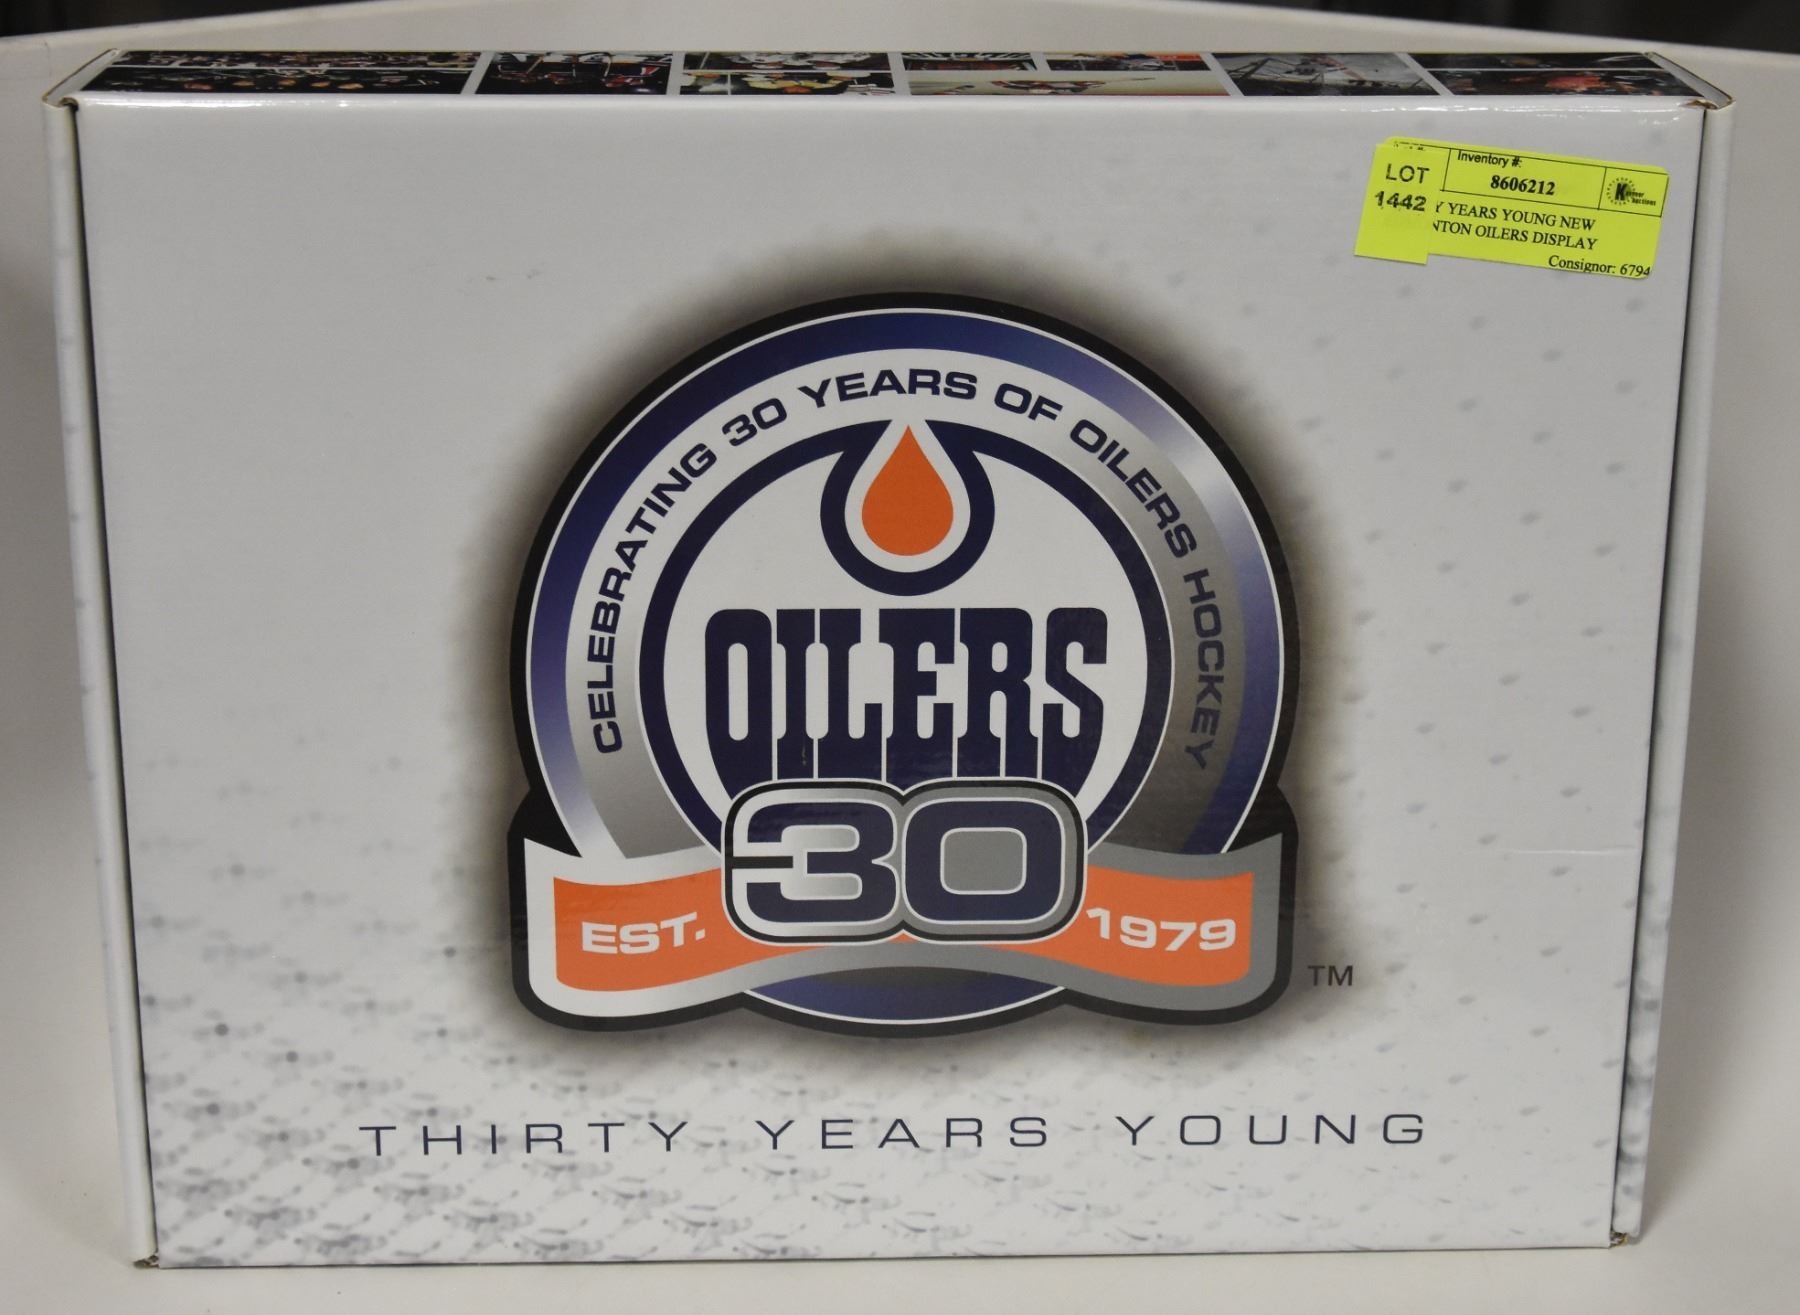 Inventory #:
8606212
LOT
1442
Y YEARS YOUNG NEW
NTON OILERS DISPLAY
Consignor: 6794
CELEBRATING 30 YEARS OF OILERS HOCKEY
OILERS
30
EST. 1979
TM
THIRTY YEARS YOUNG